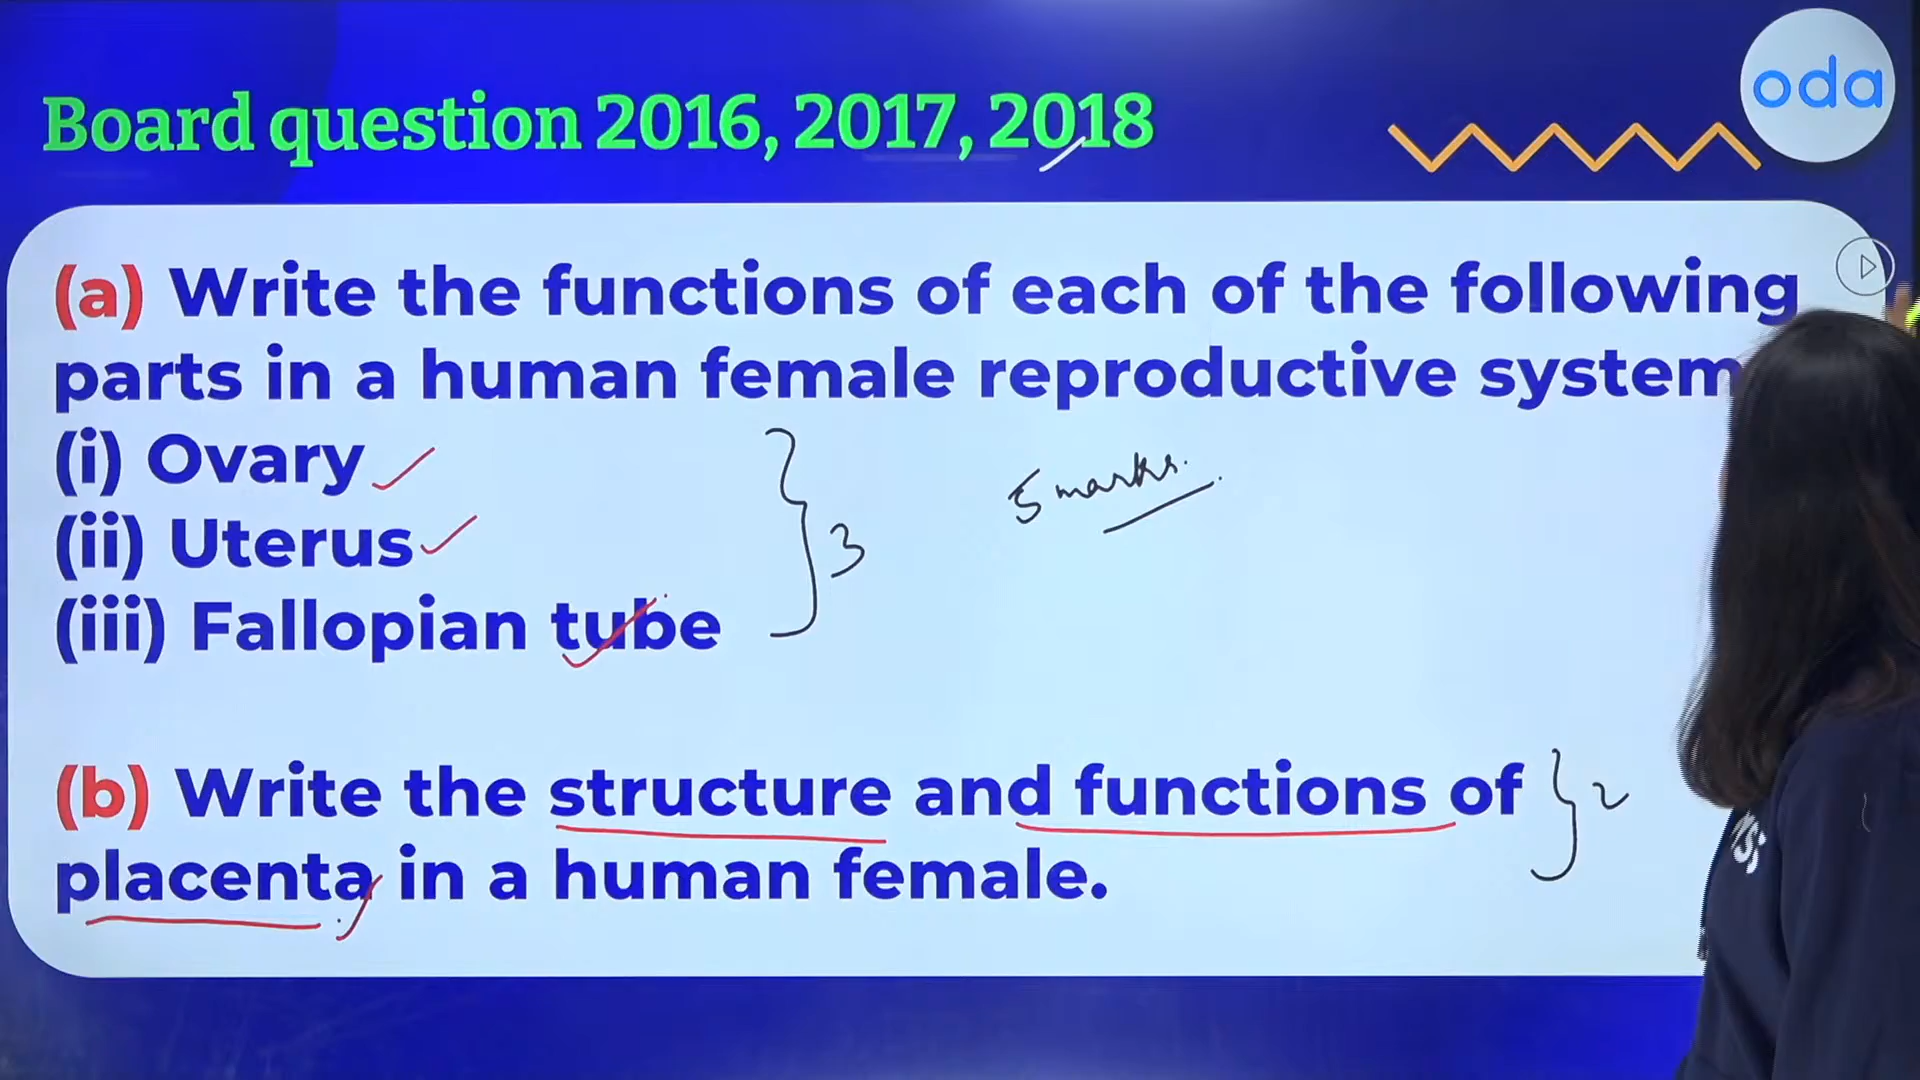 oda
Board question 2016, 2017, 2018
(a) Write the functions of each of the following
parts in a human female reproductive system
(i) Ovary
(ii) Uterus
(iii) Fallopian tube
3
5 marks.
(b) Write the structure and functions of
placenta in a human female.
2